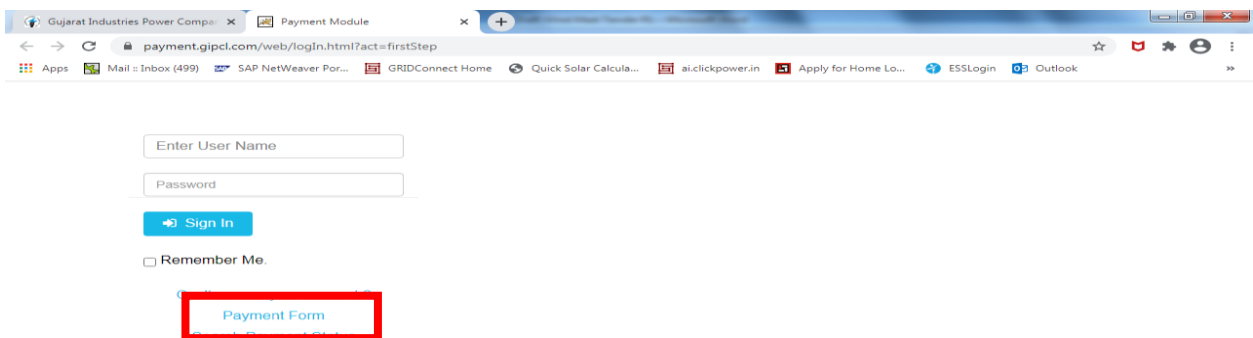 Gujarat Industries Power Compar
Payment Module
payment.gipcl.com/web/logIn.html?act=firstStep
Apps Mail :: Inbox (499) SAP NetWeaver Por... GRIDConnect Home Quick Solar Calcula... ai.clickpower.in Apply for Home Lo... ESSLogin Outlook »
Enter User Name
Password
Sign In
Remember Me.
Payment Form